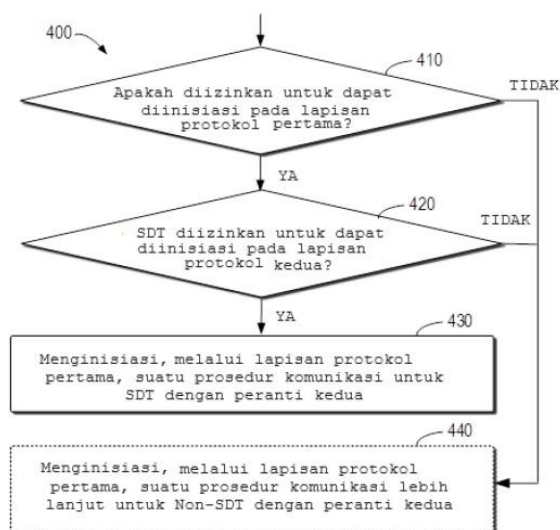 400
410
Apakah diizinkan untuk dapat
diinisiasi pada lapisan
protokol pertama?
TIDAK
YA
420
SDT diizinkan untuk dapat
diinisiasi pada lapisan
protokol kedua?
TIDAK
YA
430
Menginisiasi, melalui lapisan protokol
pertama, suatu prosedur komunikasi untuk
SDT dengan peranti kedua
440
Menginisiasi, melalui lapisan protokol
pertama, suatu prosedur komunikasi lebih
lanjut untuk Non-SDT dengan peranti kedua